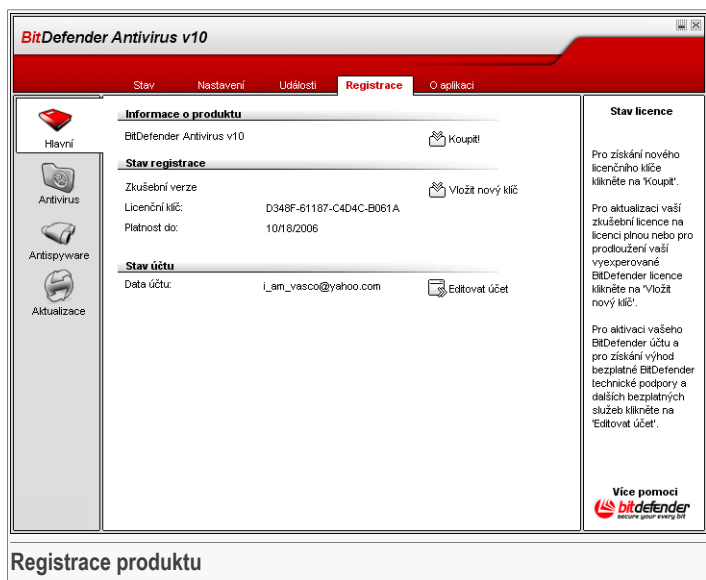 BitDefender Antivirus v10
Stav Nastavení Události Registrace O aplikaci
Hlavní
Antivirus
Antispyware
Aktualizace
Informace o produktu
BitDefender Antivirus v10 Koupit!
Stav registrace
Zkušební verze Vložit nový klíč
Licenční klíč: D348F-61187-C4D4C-B061A
Platnost do: 10/18/2006
Stav účtu
Data účtu: i_am_vasco@yahoo.com Editovat účet
Stav licence
Pro získání nového
licenčního klíče
klikněte na 'Koupit'.
Pro aktualizaci vaší
zkušební licence na
licenci plnou nebo pro
prodloužení vaší
vyexperované
BitDefender licence
klikněte na 'Vložit
nový klíč'.
Pro aktivaci vašeho
BitDefender účtu a
pro získání výhod
bezplatné BitDefender
technické podpory a
dalších bezplatných
služeb klikněte na
'Editovat účet'.
Více pomoci
bitdefender
secure your every bit
Registrace produktu